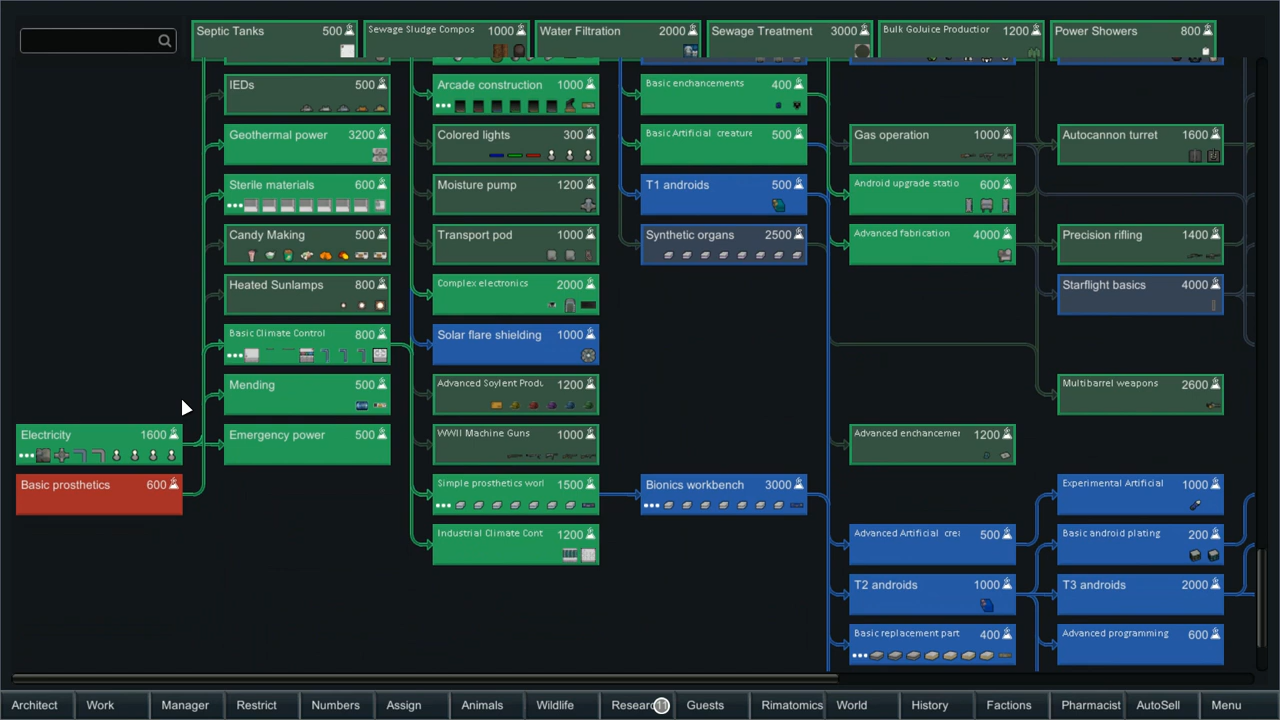 Septic Tanks 500
Sewage Sludge Compos 1000
Water Filtration 2000
Sewage Treatment 3000
Bulk GoJuice Production 1200
Power Showers 800
IEDs 500
Arcade construction 1000
Basic enchancements 400
Geothermal power 3200
Colored lights 300
Basic Artificial creature 500
Gas operation 1000
Autocannon turret 1600
Sterile materials 600
Moisture pump 1200
T1 androids 500
Android upgrade statio 600
Candy Making 500
Transport pod 1000
Synthetic organs 2500
Advanced fabrication 4000
Precision rifling 1400
Heated Sunlamps 800
Complex electronics 2000
Starflight basics 4000
Basic Climate Control 800
Solar flare shielding 1000
Mending 500
Advanced Soylent Produ 1200
Multibarrel weapons 2600
Electricity 1600
Emergency power 500
WWII Machine Guns 1000
Advanced enchancemer 1200
Basic prosthetics 600
Simple prosthetics worl 1500
Bionics workbench 3000
Experimental Artificial 1000
Industrial Climate Cont 1200
Advanced Artificial crea 500
Basic android plating 200
T2 androids 1000
T3 androids 2000
Basic replacement part 400
Advanced programming 600
Architect Work Manager Restrict Numbers Assign Animals Wildlife Research Guests Rimatomics World History Factions Pharmacist AutoSell Menu